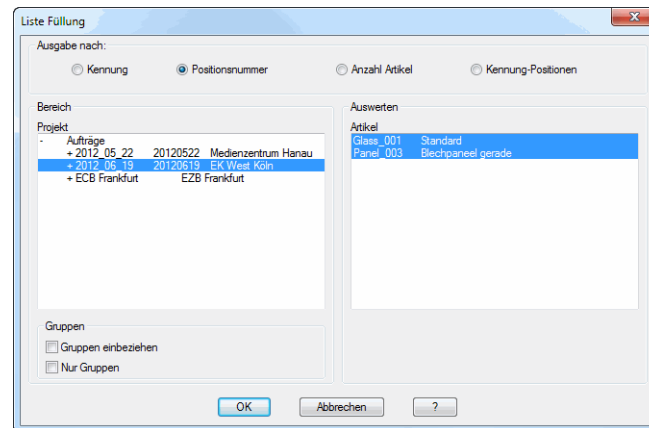 Liste Füllung
Ausgabe nach:
Kennung Positionsnummer Anzahl Artikel Kennung-Positionen
Bereich
Projekt
- Aufträge
+ 2012_05_22 20120522 Medienzentrum Hanau
+ 2012_06_19 20120619 EK West Köln
+ ECB Frankfurt EZB Frankfurt
Auswerten
Artikel
Glass_001 Standard
Panel_003 Blechpaneel gerade
Gruppen
Gruppen einbeziehen
Nur Gruppen
OK Abbrechen ?